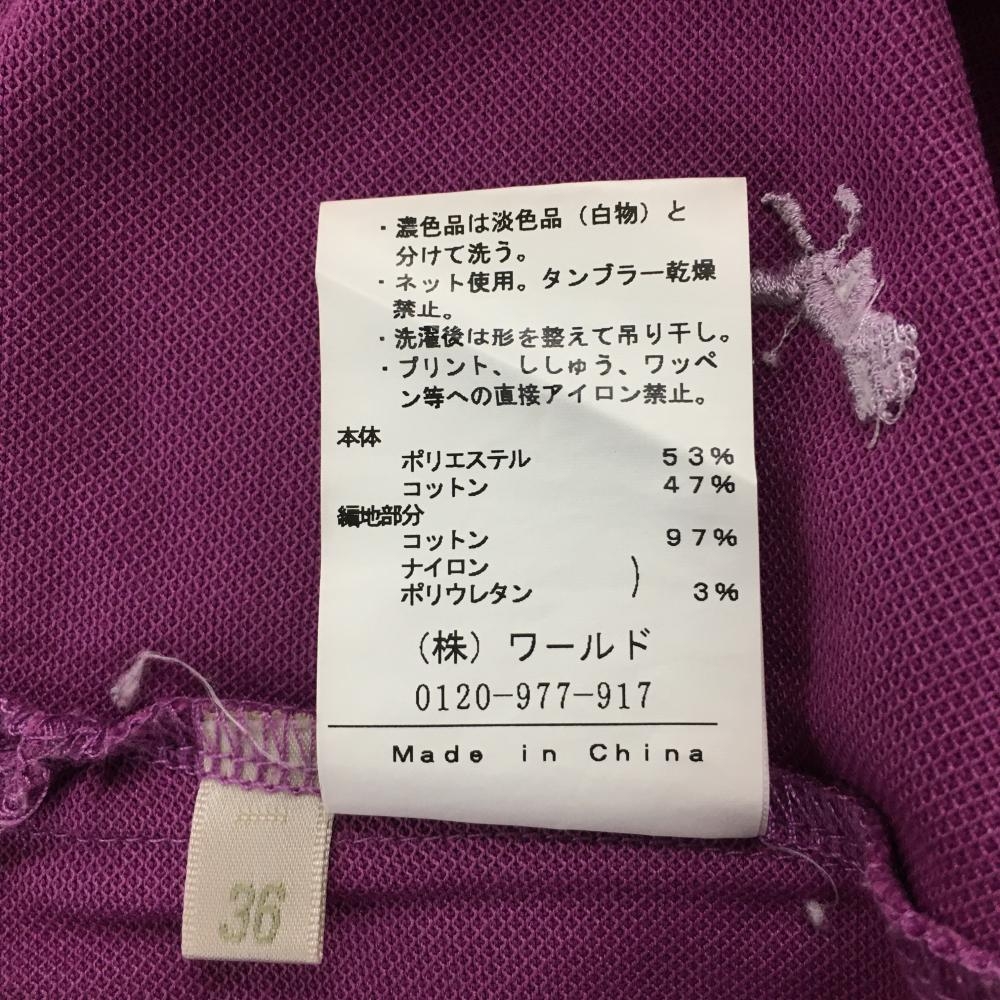 ・濃色品は淡色品（白物）と
分けて洗う。
・ネット使用。タンブラー乾燥
禁止。
・洗濯後は形を整えて吊り干し。
・プリント、ししゅう、ワッペ
ン等への直接アイロン禁止。
本体
ポリエステル 53%
コットン 47%
編地部分
コットン 97%
ナイロン
ポリウレタン ) 3%
（株）ワールド
0120-977-917
Made in China
36